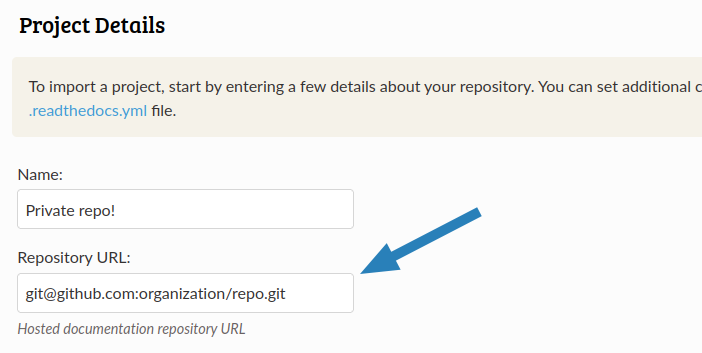 Project Details
To import a project, start by entering a few details about your repository. You can set additional
.readthedocs.yml file.
Name:
Private repo!
Repository URL:
git@github.com:organization/repo.git
Hosted documentation repository URL